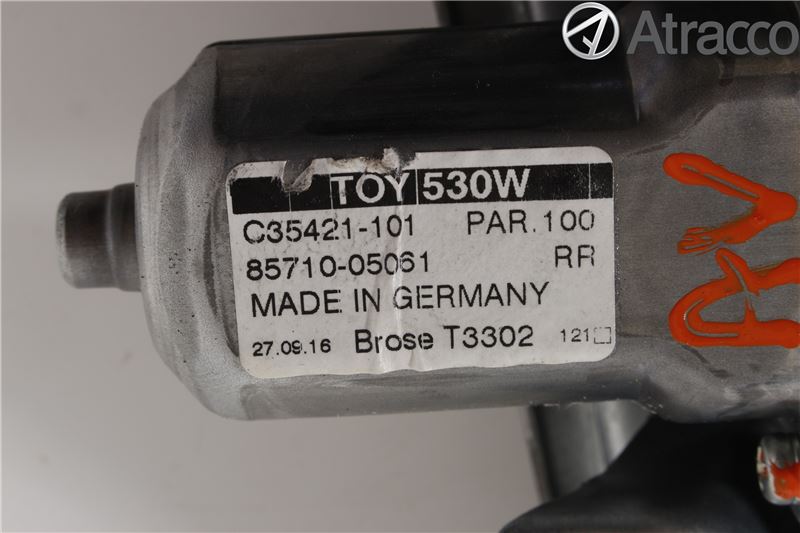 Atracco
TOY 530W
C35421-101 PAR.100
85710-05061 RR
MADE IN GERMANY
27.09.16 Brose T3302 121
AV